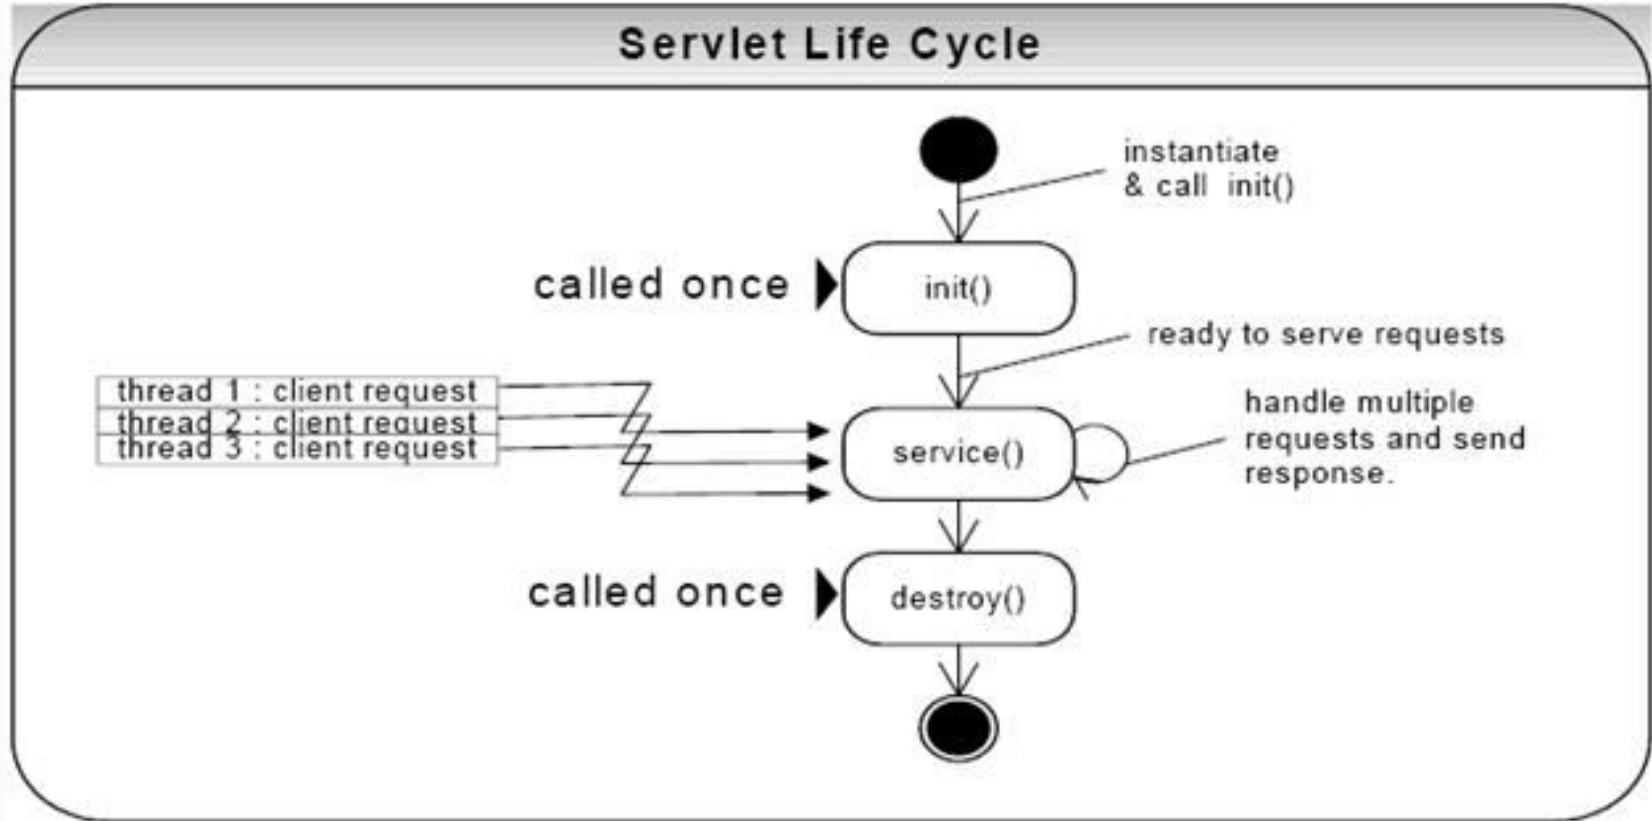 Servlet Life Cycle
instantiate
& call init()
called once
init()
ready to serve requests
thread 1 : client request
thread 2 : client request
thread 3 : client request
service()
handle multiple
requests and send
response.
called once
destroy()